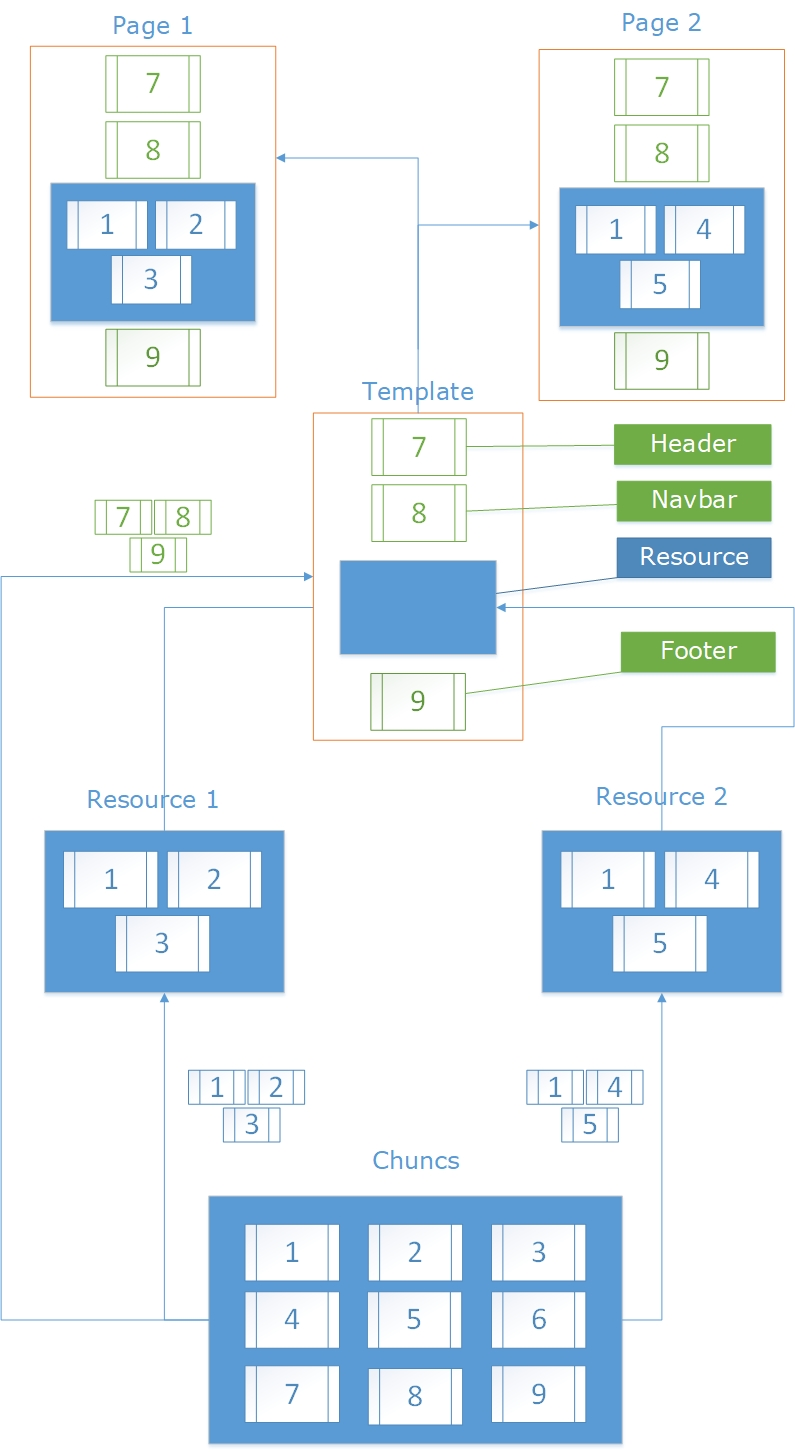 Page 1
Page 2
7
7
8
8
1 2
1 4
3
5
9
9
Template
7
Header
8
Navbar
7 8
9
Resource
9
Footer
Resource 1
Resource 2
1 2
1 4
3
5
1 2
1 4
3
5
Chuncs
1 2 3
4 5 6
7 8 9